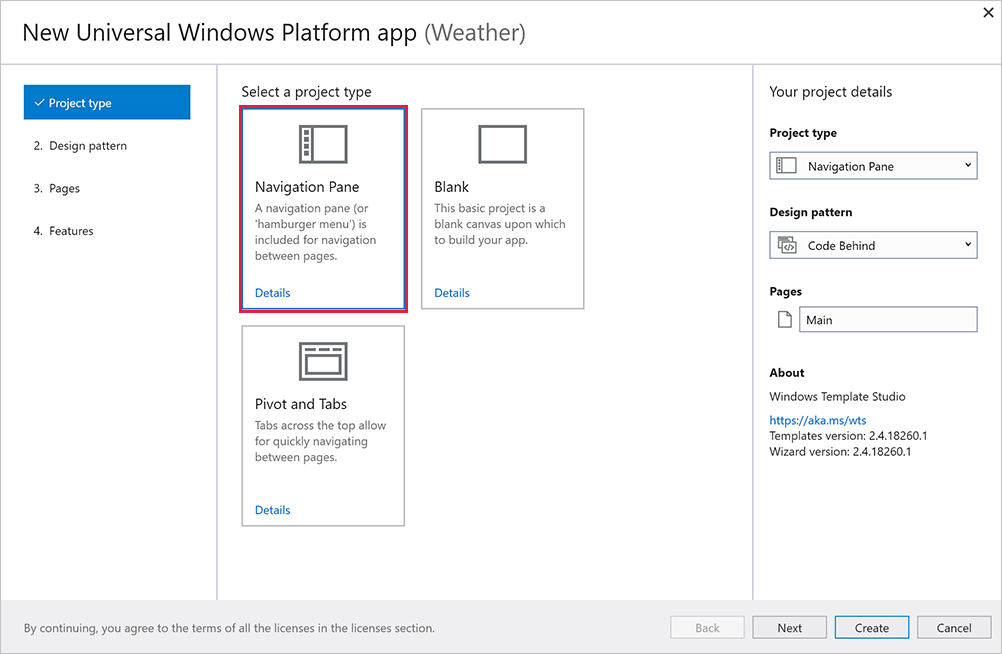 New Universal Windows Platform app (Weather)
Project type
2. Design pattern
3. Pages
4. Features
Select a project type
Navigation Pane
A navigation pane (or
'hamburger menu') is
included for navigation
between pages.
Details
Blank
This basic project is a
blank canvas upon which
to build your app.
Details
Pivot and Tabs
Tabs across the top allow
for quickly navigating
between pages.
Details
Your project details
Project type
Navigation Pane
Design pattern
Code Behind
Pages
Main
About
Windows Template Studio
https://aka.ms/wts
Templates version: 2.4.18260.1
Wizard version: 2.4.18260.1
By continuing, you agree to the terms of all the licenses in the licenses section.
Back
Next
Create
Cancel